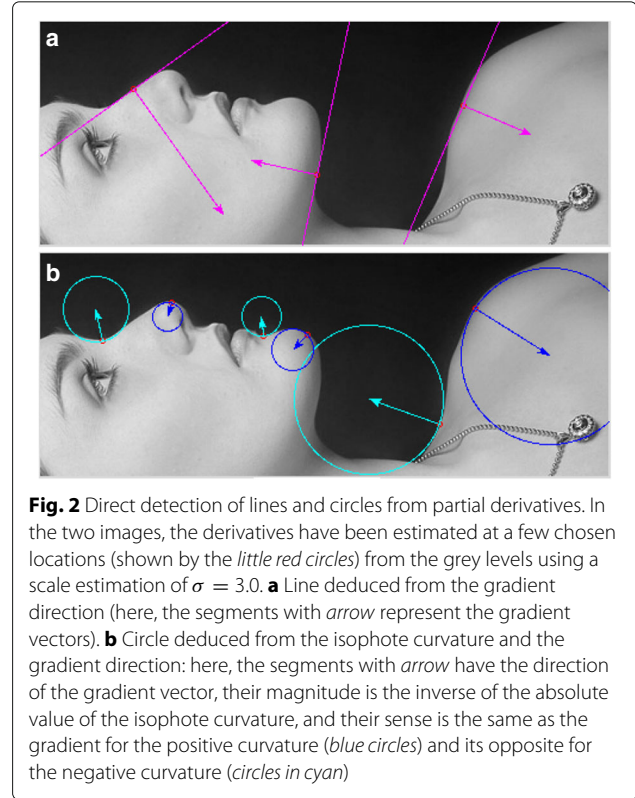 a
b
Fig. 2 Direct detection of lines and circles from partial derivatives. In
the two images, the derivatives have been estimated at a few chosen
locations (shown by the little red circles) from the grey levels using a
scale estimation of σ = 3.0. a Line deduced from the gradient
direction (here, the segments with arrow represent the gradient
vectors). b Circle deduced from the isophote curvature and the
gradient direction: here, the segments with arrow have the direction
of the gradient vector, their magnitude is the inverse of the absolute
value of the isophote curvature, and their sense is the same as the
gradient for the positive curvature (blue circles) and its opposite for
the negative curvature (circles in cyan)